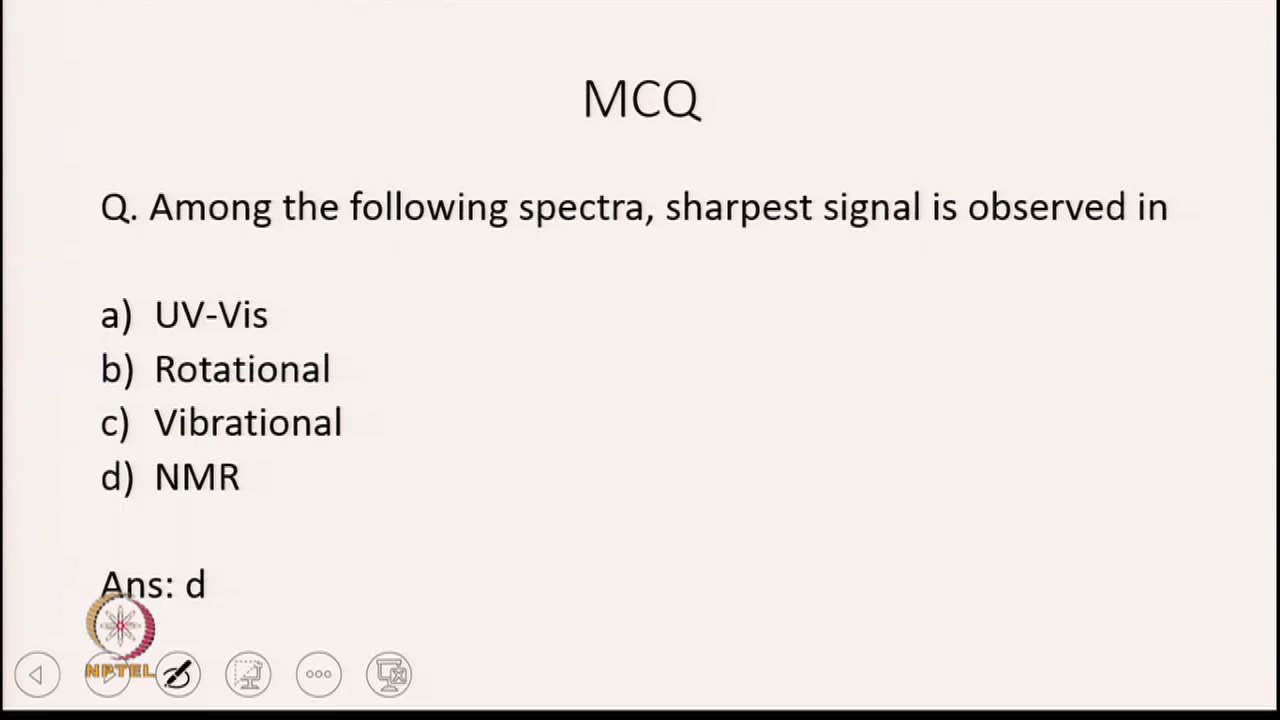 MCQ
Q. Among the following spectra, sharpest signal is observed in
a) UV-Vis
b) Rotational
c) Vibrational
d) NMR
Ans: d
NPTEL